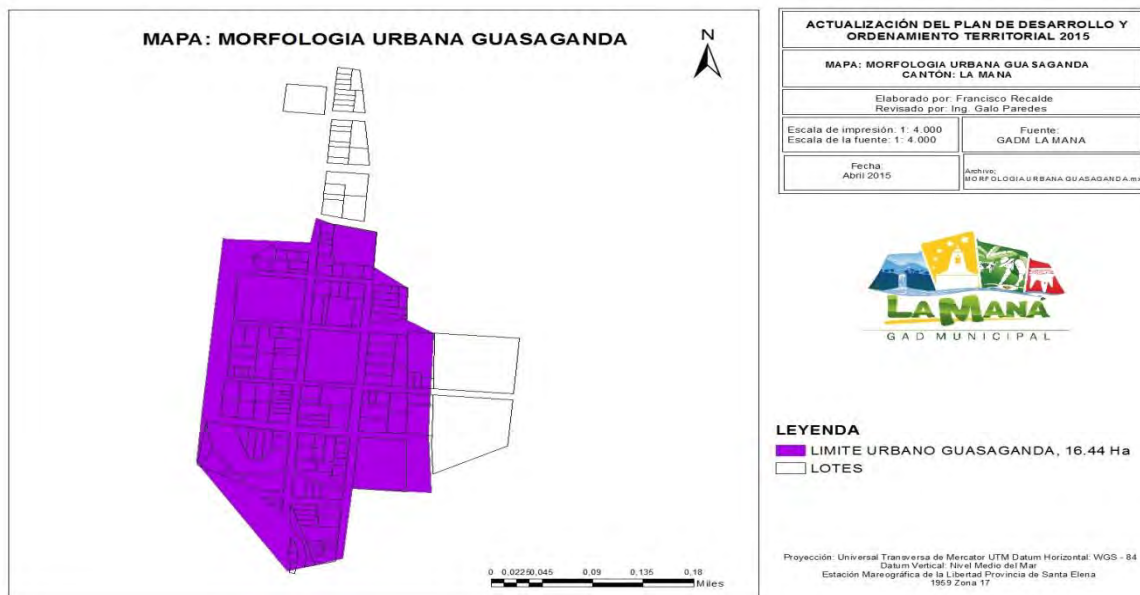 MAPA: MORFOLOGIA URBANA GUASAGANDA
N
0 0,0225 0,045 0,09 0,135 0,18
Miles
ACTUALIZACIÓN DEL PLAN DE DESARROLLO Y
ORDENAMIENTO TERRITORIAL 2015
MAPA: MORFOLOGIA URBANA GUASAGANDA
CANTÓN: LA MANA
Elaborado por: Francisco Recalde
Revisado por: Ing. Galo Paredes
Escala de impresión: 1: 4.000
Escala de la fuente: 1: 4.000
Fuente:
GADM LA MANA
Fecha:
Abril 2015
Archivo:
MORFOLOGIA URBANA GUASAGANDA.m
LA MANÁ
GAD MUNICIPAL
LEYENDA
LIMITE URBANO GUASAGANDA, 16.44 Ha
LOTES
Proyección: Universal Transversa de Mercator UTM Datum Horizontal: WGS - 84
Datum Vertical: Nivel Medio del Mar
Estación Mareográfica de la Libertad Provincia de Santa Elena
1959 Zona 17